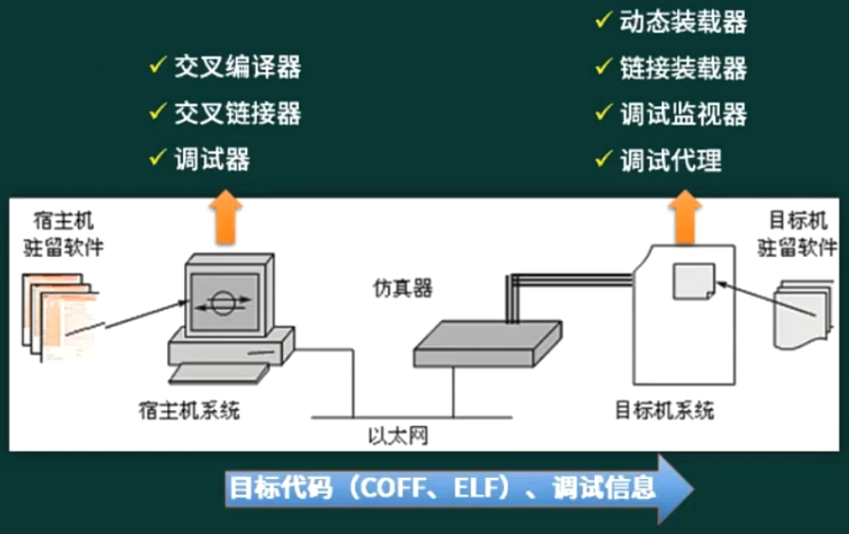 ✓ 交叉编译器
✓ 交叉链接器
✓ 调试器
✓ 动态装载器
✓ 链接装载器
✓ 调试监视器
✓ 调试代理
宿主机
驻留软件
仿真器
目标机
驻留软件
宿主机系统
以太网
目标机系统
目标代码（COFF、ELF）、调试信息